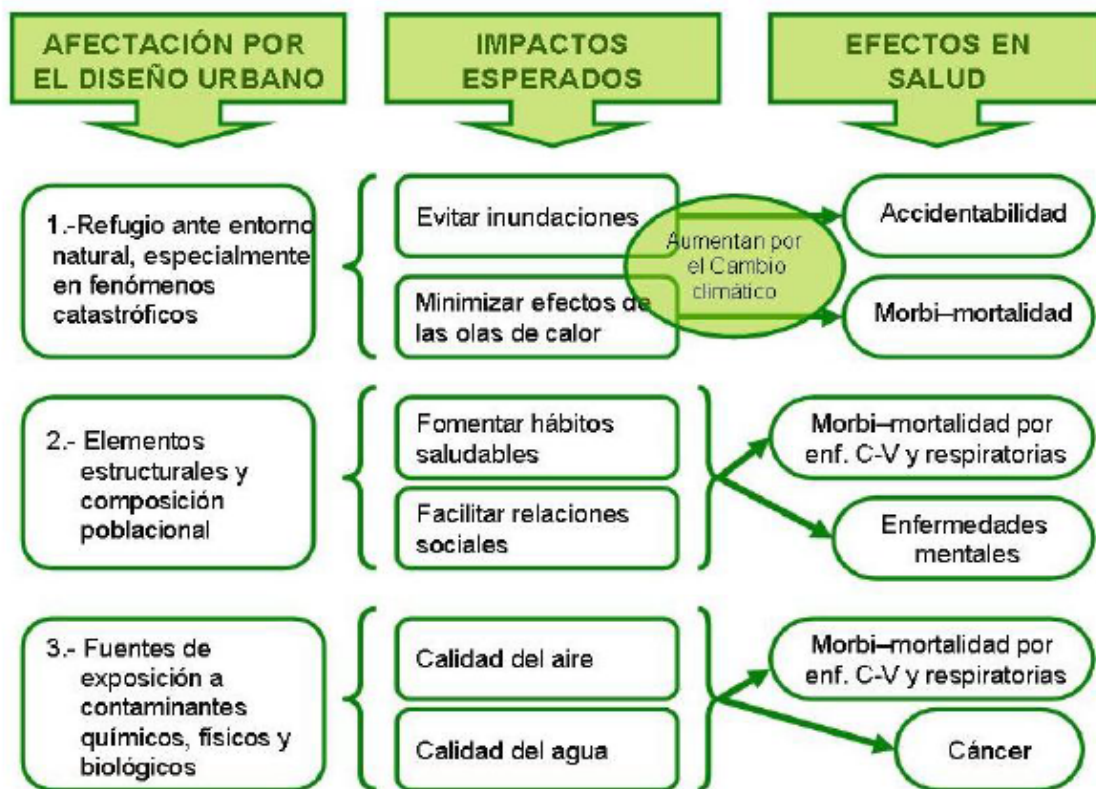 AFECTACIÓN POR
EL DISEÑO URBANO
IMPACTOS
ESPERADOS
EFECTOS EN
SALUD
1.-Refugio ante entorno
natural, especialmente
en fenómenos
catastróficos
Evitar inundaciones
Minimizar efectos de
las olas de calor
Aumentan por
el Cambio
climático
Accidentabilidad
Morbi–mortalidad
2.- Elementos
estructurales y
composición
poblacional
Fomentar hábitos
saludables
Facilitar relaciones
sociales
Morbi–mortalidad por
enf. C-V y respiratorias
Enfermedades
mentales
3.- Fuentes de
exposición a
contaminantes
químicos, físicos y
biológicos
Calidad del aire
Calidad del agua
Morbi–mortalidad por
enf. C-V y respiratorias
Cáncer